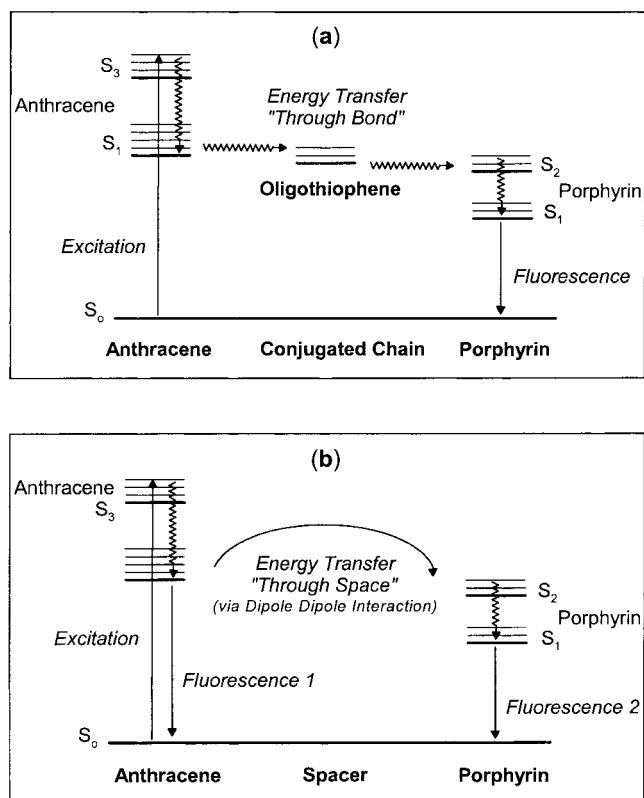 (a)
S3
Anthracene
S1
Energy Transfer
"Through Bond"
Oligothiophene
S2
Porphyrin
S1
Excitation
Fluorescence
So
Anthracene Conjugated Chain Porphyrin
(b)
Anthracene
S3
Energy Transfer
"Through Space"
(via Dipole Dipole Interaction)
S2
Porphyrin
S1
Excitation
Fluorescence 1
Fluorescence 2
So
Anthracene Spacer Porphyrin